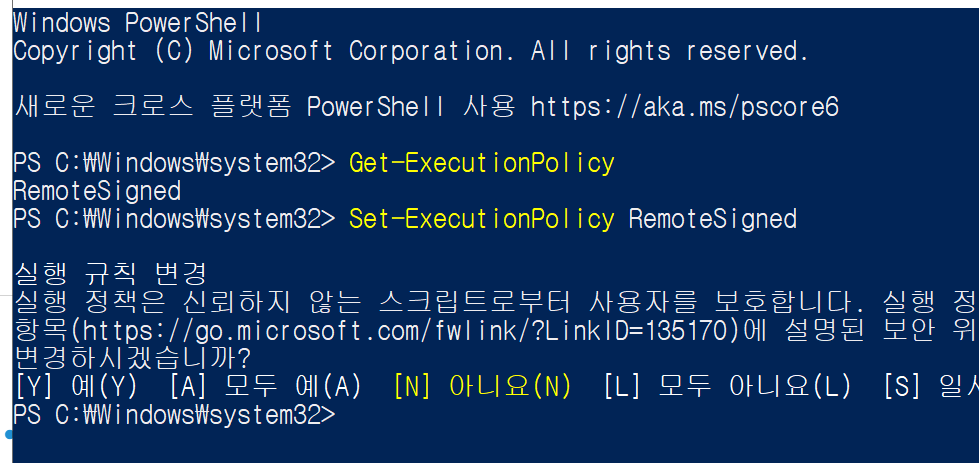 Windows PowerShell
Copyright (C) Microsoft Corporation. All rights reserved.
새로운 크로스 플랫폼 PowerShell 사용 https://aka.ms/pscore6
PS C:₩Windows₩system32> Get-ExecutionPolicy
RemoteSigned
PS C:₩Windows₩system32> Set-ExecutionPolicy RemoteSigned
실행 규칙 변경
실행 정책은 신뢰하지 않는 스크립트로부터 사용자를 보호합니다. 실행 정
항목(https://go.microsoft.com/fwlink/?LinkID=135170)에 설명된 보안 위
변경하시겠습니까?
[Y] 예(Y) [A] 모두 예(A) [N] 아니요(N) [L] 모두 아니요(L) [S] 일시
PS C:₩Windows₩system32>